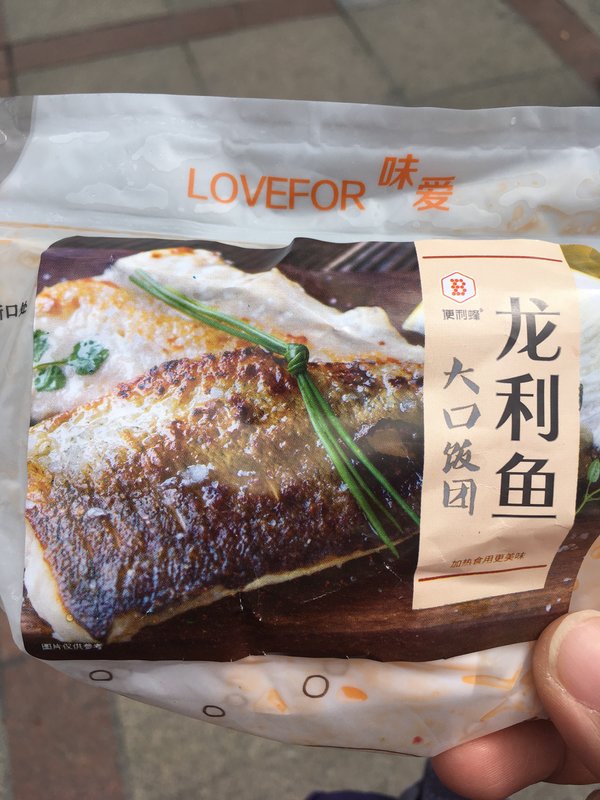 LOVEFOR 味爱
便利蜂
龙利鱼
大口饭团
加热食用更美味
图片仅供参考